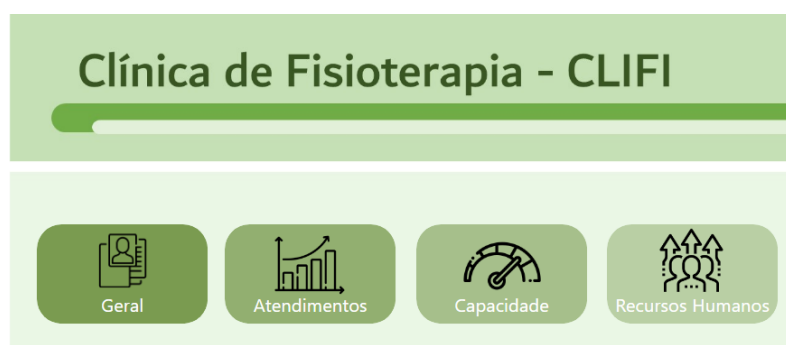 Clínica de Fisioterapia - CLIFI
Geral
Atendimentos
Capacidade
Recursos Humanos